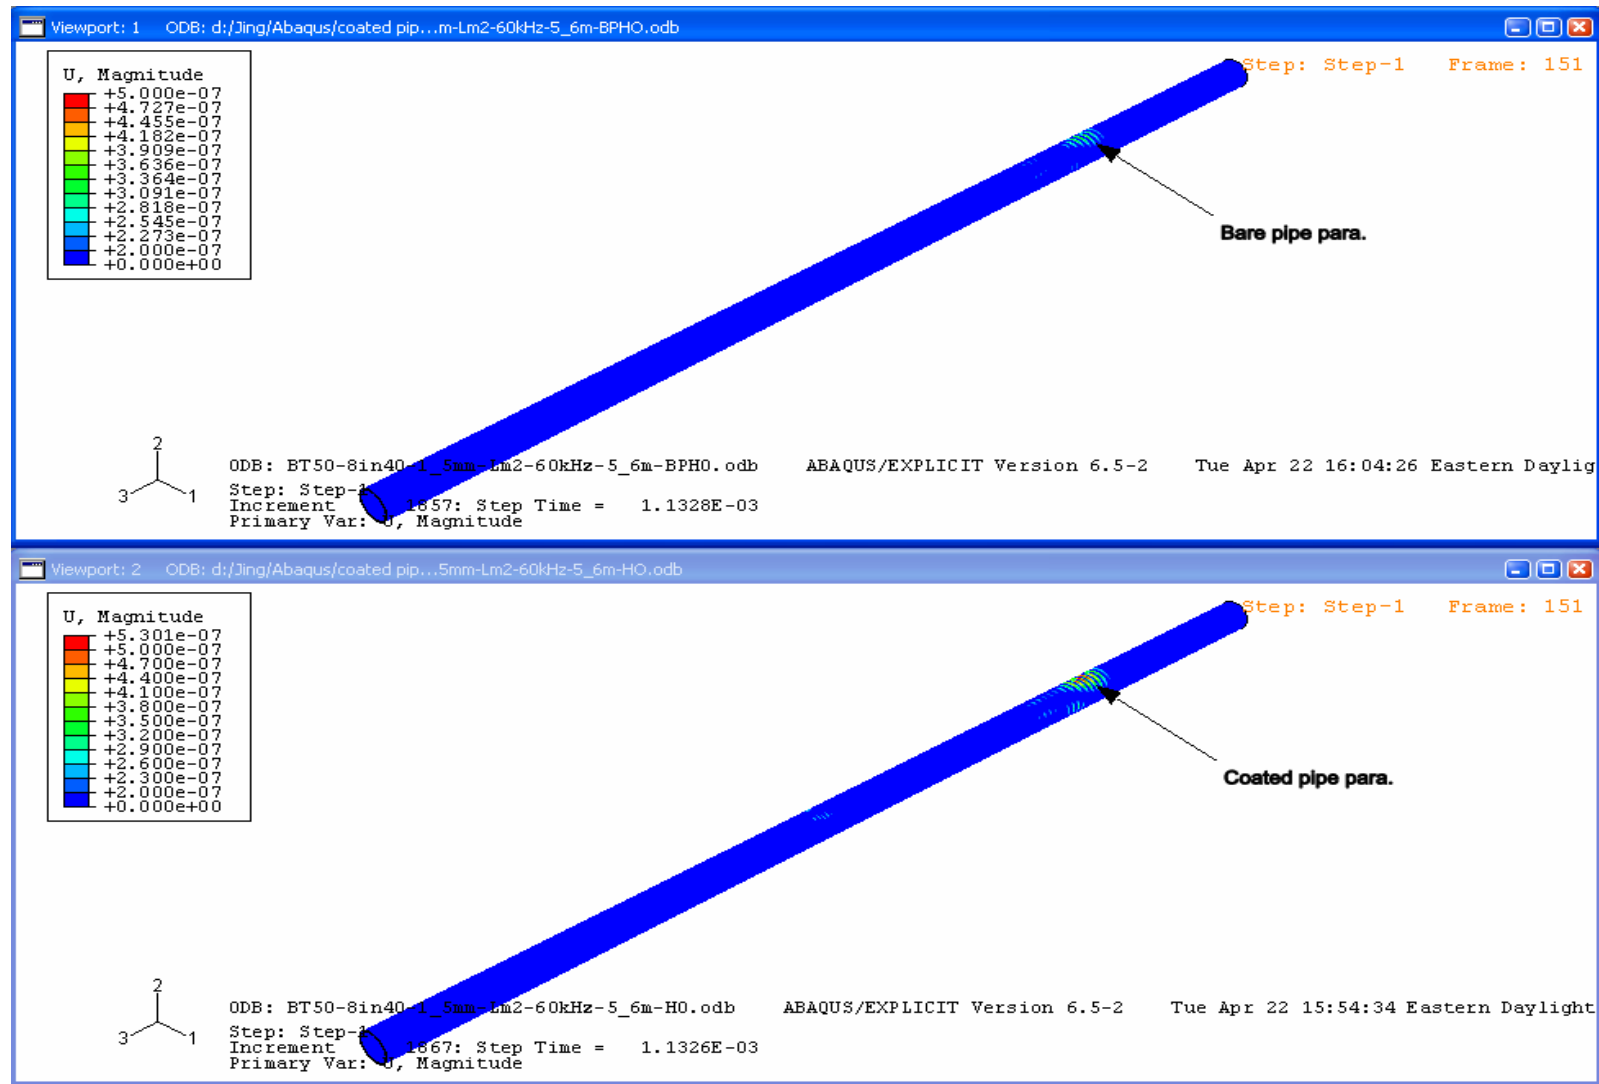 Viewport: 1 ODB: d:/Jing/Abaqus/coated pip...m-Lm2-60kHz-5_6m-BPHO.odb
U, Magnitude
+5.000e-07
+4.727e-07
+4.455e-07
+4.182e-07
+3.909e-07
+3.636e-07
+3.364e-07
+3.091e-07
+2.818e-07
+2.545e-07
+2.273e-07
+2.000e-07
+0.000e+00
Step: Step-1 Frame: 151
Bare pipe para.
2
3
1
ODB: BT50-8in40-1_5mm-Lm2-60kHz-5_6m-BPHO.odb ABAQUS/EXPLICIT Version 6.5-2 Tue Apr 22 16:04:26 Eastern Daylig
Step: Step-1
Increment 1857: Step Time = 1.1328E-03
Primary Var: U, Magnitude
Viewport: 2 ODB: d:/Jing/Abaqus/coated pip...5mm-Lm2-60kHz-5_6m-HO.odb
U, Magnitude
+5.301e-07
+5.000e-07
+4.700e-07
+4.400e-07
+4.100e-07
+3.800e-07
+3.500e-07
+3.200e-07
+2.900e-07
+2.600e-07
+2.300e-07
+2.000e-07
+0.000e+00
Step: Step-1 Frame: 151
Coated pipe para.
2
3
1
ODB: BT50-8in40-1_5mm-Lm2-60kHz-5_6m-HO.odb ABAQUS/EXPLICIT Version 6.5-2 Tue Apr 22 15:54:34 Eastern Daylight
Step: Step-1
Increment 1867: Step Time = 1.1326E-03
Primary Var: U, Magnitude